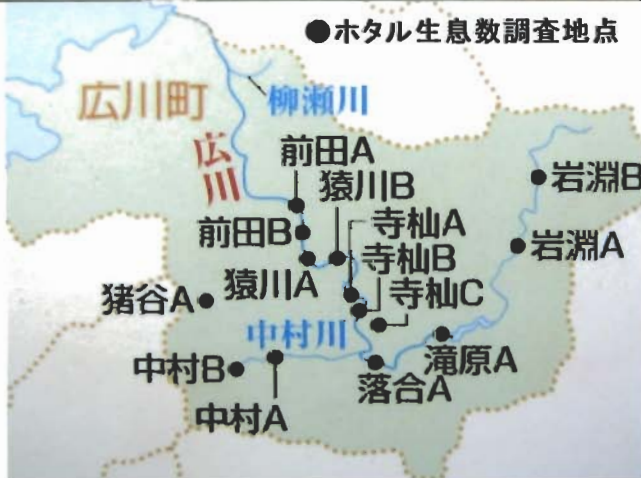 ●ホタル生息数調査地点
広川町
柳瀬川
広川
前田A
猿川B
岩淵B
前田B
寺杣A
寺杣B
岩淵A
猿川A
寺杣C
猪谷A
中村川
滝原A
中村B
落合A
中村A